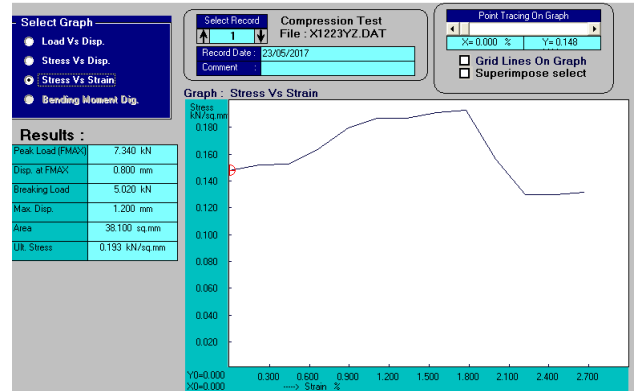 Select Graph
Load Vs Disp.
Stress Vs Disp.
Stress Vs Strain
Bending Moment Dig.
Select Record
1
Compression Test
File : X1223YZ.DAT
Record Date : 23/05/2017
Comment :
Point Tracing On Graph
X= 0.000 % Y= 0.148
Grid Lines On Graph
Superimpose select
Results :
Peak Load (FMAX) 7.340 kN
Disp. at FMAX 0.800 mm
Breaking Load 5.020 kN
Max. Disp. 1.200 mm
Area 38.100 sq.mm
Ult. Stress 0.193 kN/sq.mm
Graph : Stress Vs Strain
Stress
kN/sq.mm
0.180
0.160
0.140
0.120
0.100
0.080
0.060
0.040
0.020
Y0=0.000
X0=0.000
0.300 0.600 0.900 1.200 1.500 1.800 2.100 2.400 2.700
----> Strain %